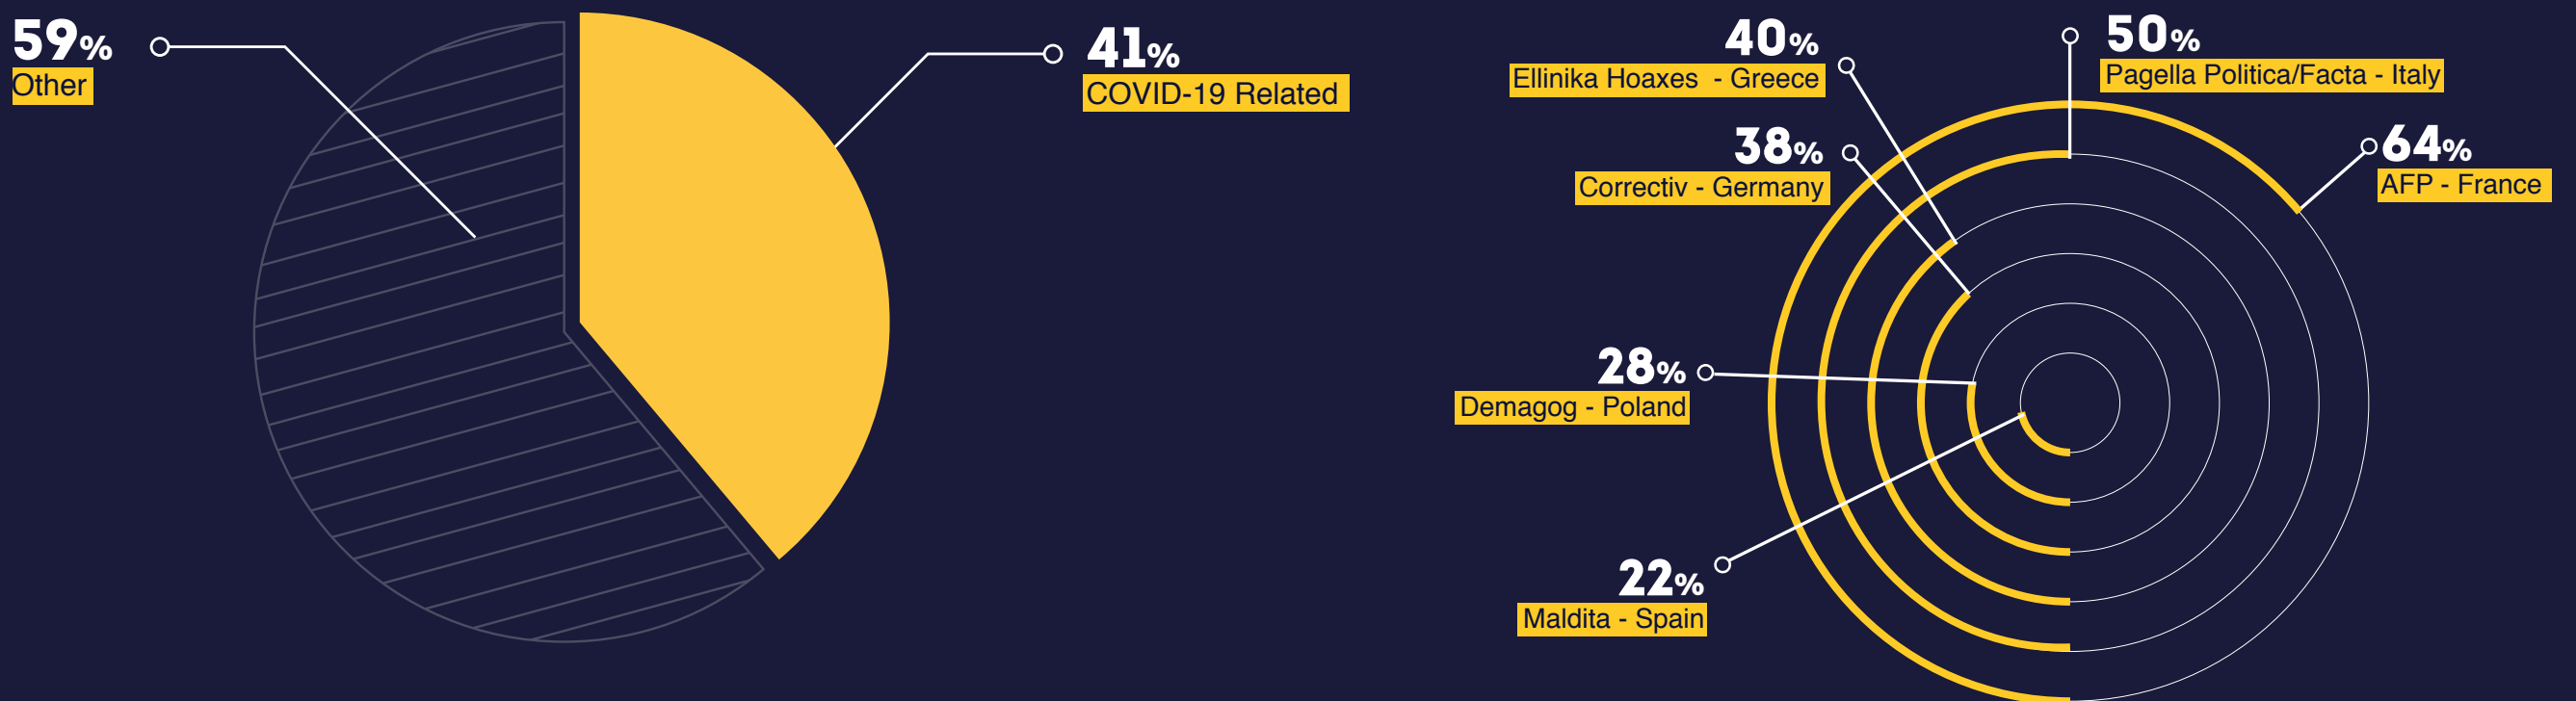 59%
Other
41%
COVID-19 Related
40%
Ellinika Hoaxes - Greece
50%
Pagella Politica/Facta - Italy
38%
Correctiv - Germany
64%
AFP - France
28%
Demagog - Poland
22%
Maldita - Spain